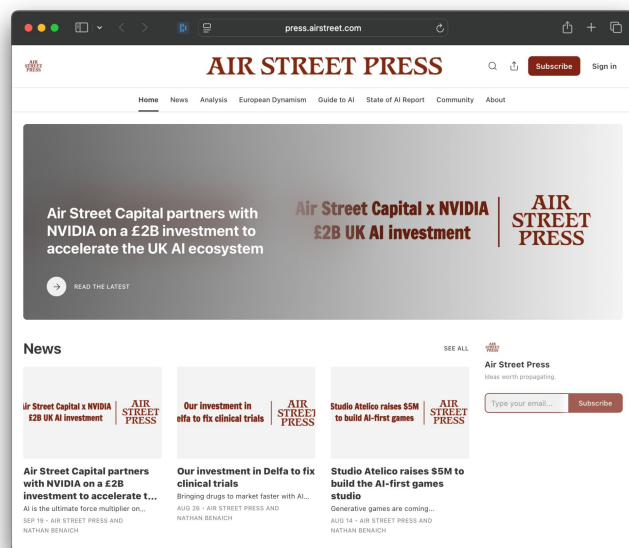 press.airstreet.com
AIR
STREET
PRESS
AIR STREET PRESS
Subscribe
Sign in
Home News Analysis European Dynamism Guide to AI State of AI Report Community About
Air Street Capital partners with
NVIDIA on a £2B investment to
accelerate the UK AI ecosystem
READ THE LATEST
Air Street Capital x NVIDIA
£2B UK AI investment
AIR
STREET
PRESS
News
SEE ALL
Air Street Capital x NVIDIA
£2B UK AI investment
AIR
STREET
PRESS
Air Street Capital partners
with NVIDIA on a £2B
investment to accelerate t...
AI is the ultimate force multiplier on...
SEP 19 • AIR STREET PRESS AND
NATHAN BENAICH
Our investment in
elfa to fix clinical trials
AIR
STREET
PRESS
Our investment in Delfa to fix
clinical trials
Bringing drugs to market faster with AI...
AUG 26 • AIR STREET PRESS AND
NATHAN BENAICH
Studio Atelico raises $5M
to build AI-first games
AIR
STREET
PRESS
Studio Atelico raises $5M to
build the AI-first games
studio
Generative games are coming...
AUG 14 • AIR STREET PRESS AND
NATHAN BENAICH
AIR
STREET
PRESS
Air Street Press
Ideas worth propagating.
Type your email...
Subscribe